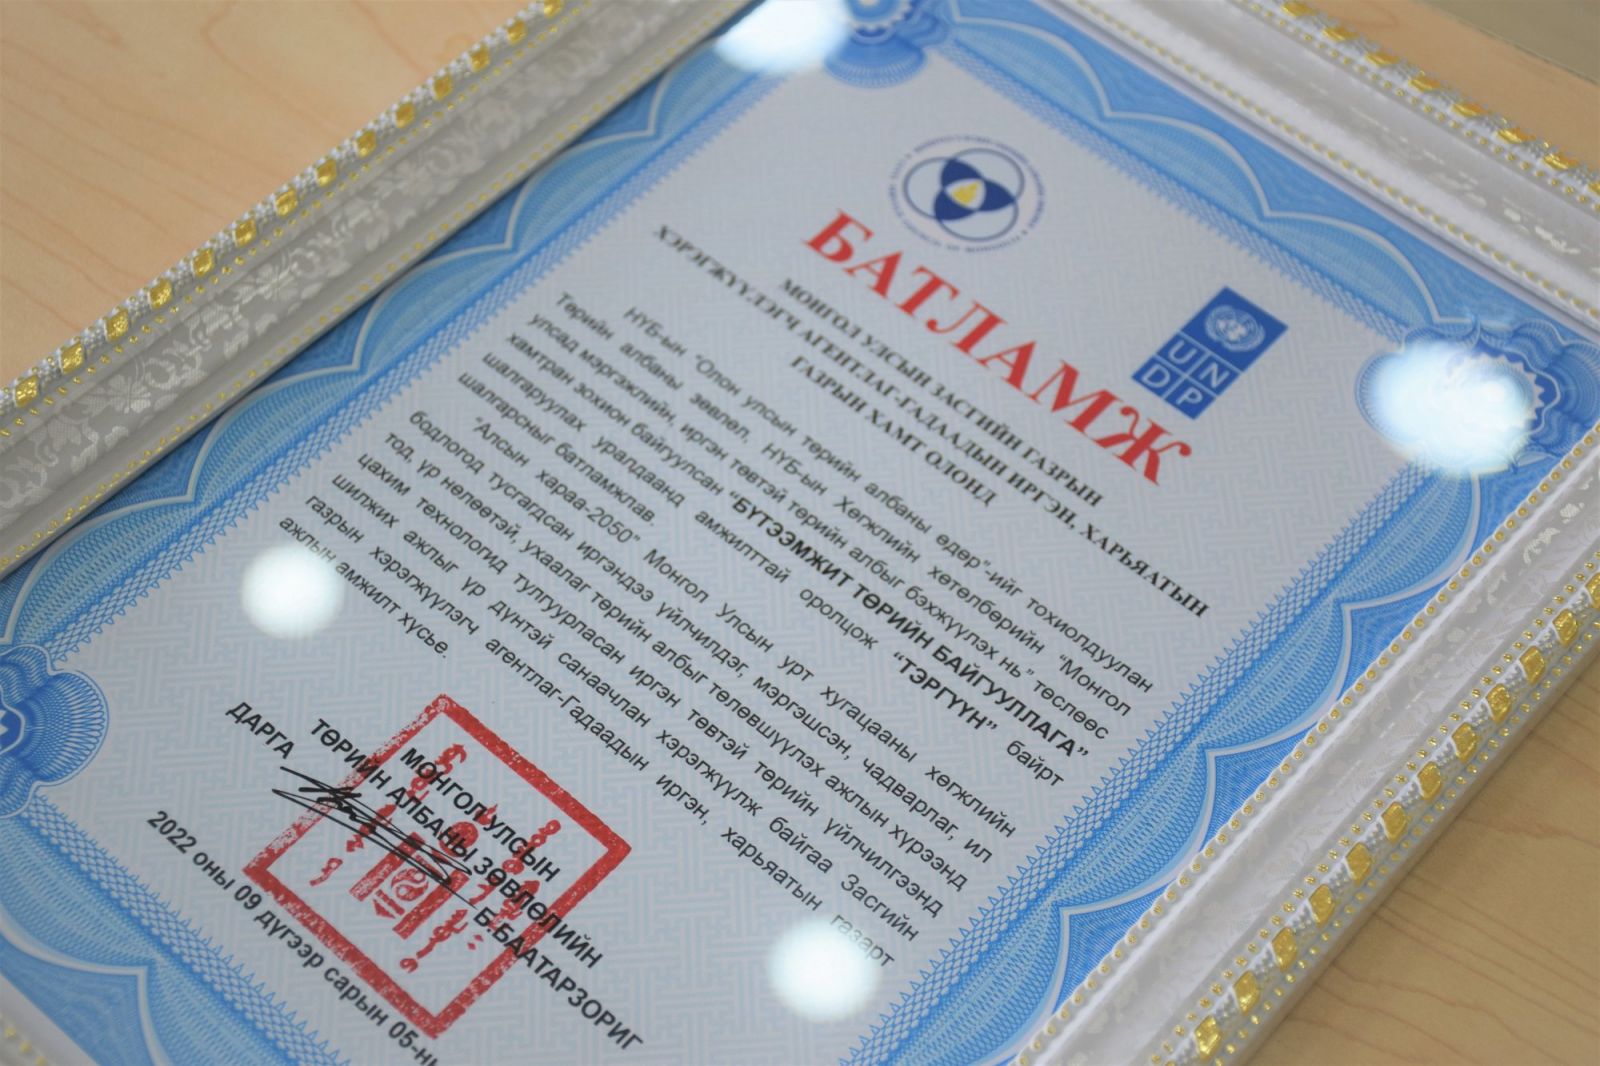 UN
DP
БАТЛАМЖ
МОНГОЛ УЛСЫН ЗАСГИЙН ГАЗРЫН
ХЭРЭГЖҮҮЛЭГЧ АГЕНТЛАГ-ГАДААДЫН ИРГЭН, ХАРЬЯАТЫН
ГАЗРЫН ХАМТ ОЛОНД
НҮБ-ын “Олон улсын төрийн албаны өдөр”-ийг тохиолдуулан
Төрийн албаны зөвлөл, НҮБ-ын Хөгжлийн хөтөлбөрийн “Монгол
улсад мэргэжлийн, иргэн төвтэй төрийн албыг бэхжүүлэх нь” төслөөс
хамтран зохион байгуулсан “БҮТЭЭМЖИТ ТӨРИЙН БАЙГУУЛЛАГА”
шалгаруулах уралдаанд амжилттай оролцож “ТЭРГҮҮН” байрт
шалгарсныг батламжлав.
“Алсын хараа-2050” Монгол Улсын урт хугацааны хөгжлийн
бодлогод тусгагдсан иргэндээ үйлчилдэг, мэргэшсэн, чадварлаг, ил
тод, үр нөлөөтэй, ухаалаг төрийн албыг төлөвшүүлэх ажлын хүрээнд
цахим технологид тулгуурласан иргэн төвтэй төрийн үйлчилгээнд
шилжих ажлыг үр дүнтэй санаачлан хэрэгжүүлж байгаа Засгийн
газрын хэрэгжүүлэгч агентлаг-Гадаадын иргэн, харьяатын газарт
ажлын амжилт хүсье.
МОНГОЛ УЛСЫН
ТӨРИЙН АЛБАНЫ ЗӨВЛӨЛИЙН
ДАРГА Б.БААТАРЗОРИГ
2022 оны 09 дүгээр сарын 05-ны